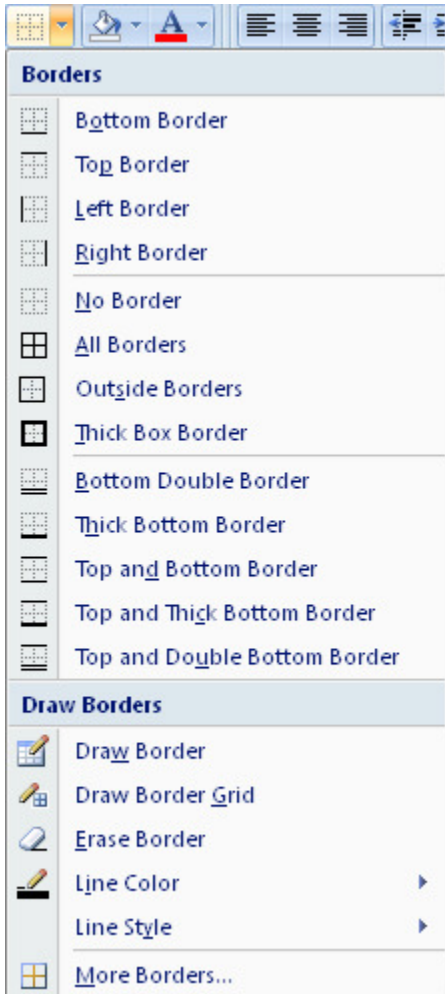 A
Borders
Bottom Border
Top Border
Left Border
Right Border
No Border
All Borders
Outside Borders
Thick Box Border
Bottom Double Border
Thick Bottom Border
Top and Bottom Border
Top and Thick Bottom Border
Top and Double Bottom Border
Draw Borders
Draw Border
Draw Border Grid
Erase Border
Line Color
Line Style
More Borders...